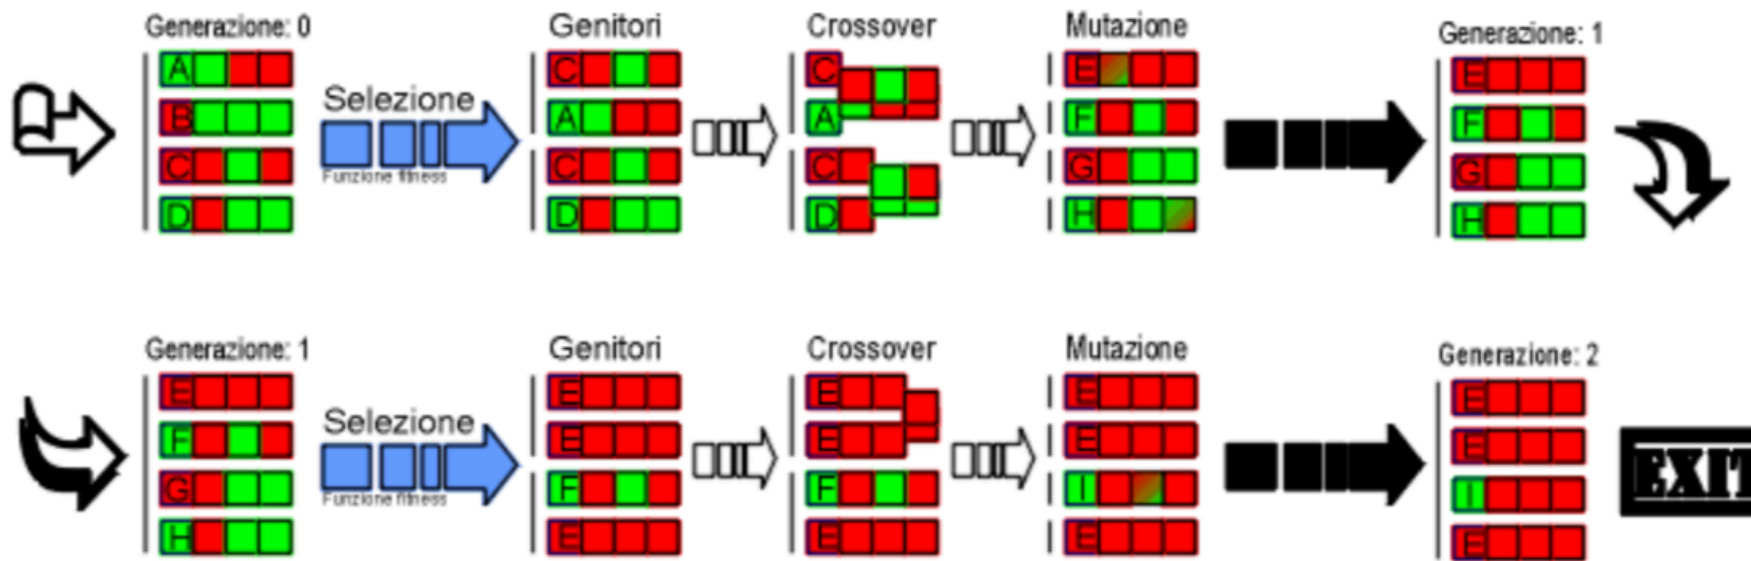 Generazione: 0
Genitori
Crossover
Mutazione
Generazione: 1
A
B
C
D
Selezione
Funzione fitness
C
A
C
D
C
A
C
D
E
F
G
H
E
F
G
H
Generazione: 1
Genitori
Crossover
Mutazione
Generazione: 2
E
F
G
H
Selezione
Funzione fitness
E
E
F
E
E
E
F
E
E
E
I
E
E
E
I
E
EXIT